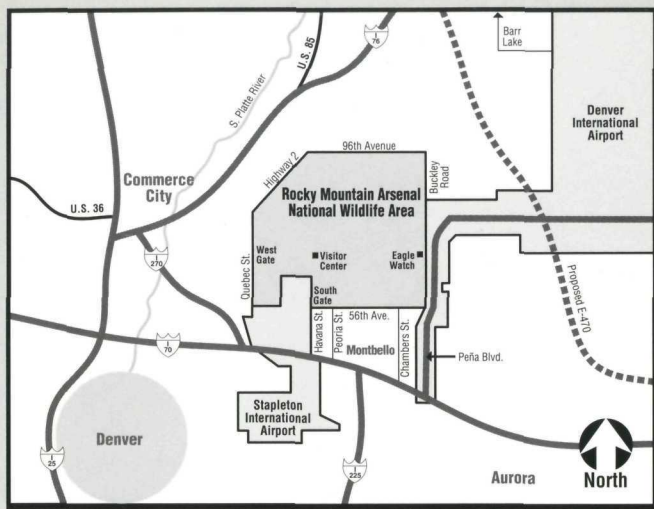 I
76
Barr
Lake
U.S. 85
S. Platte River
Denver
International
Airport
96th Avenue
Highway 2
Buckley
Road
Commerce
City
Rocky Mountain Arsenal
National Wildlife Area
U.S. 36
Quebec St.
West
Gate
Visitor
Center
Eagle
Watch
I
270
South
Gate
Proposed E-470
56th Ave.
Havana St.
Peoria St.
Montbello
Chambers St.
I
70
Peña Blvd.
Stapleton
International
Airport
Denver
I
25
I
225
Aurora
North